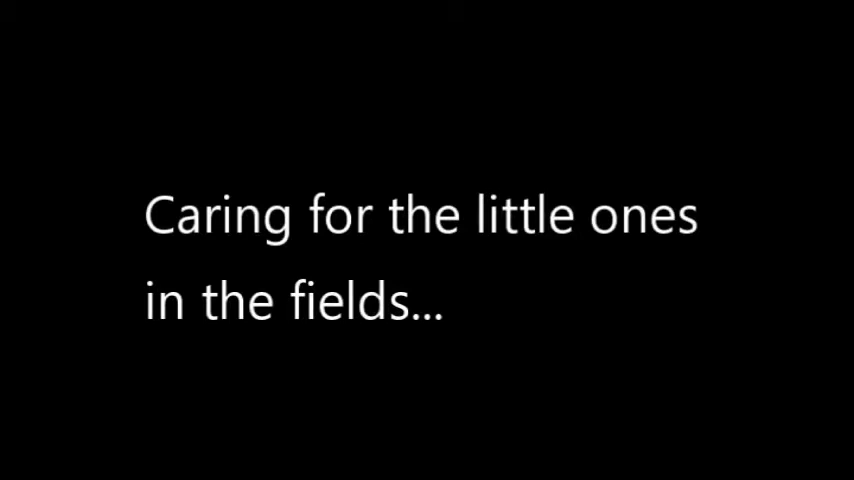 Caring for the little ones
in the fields...